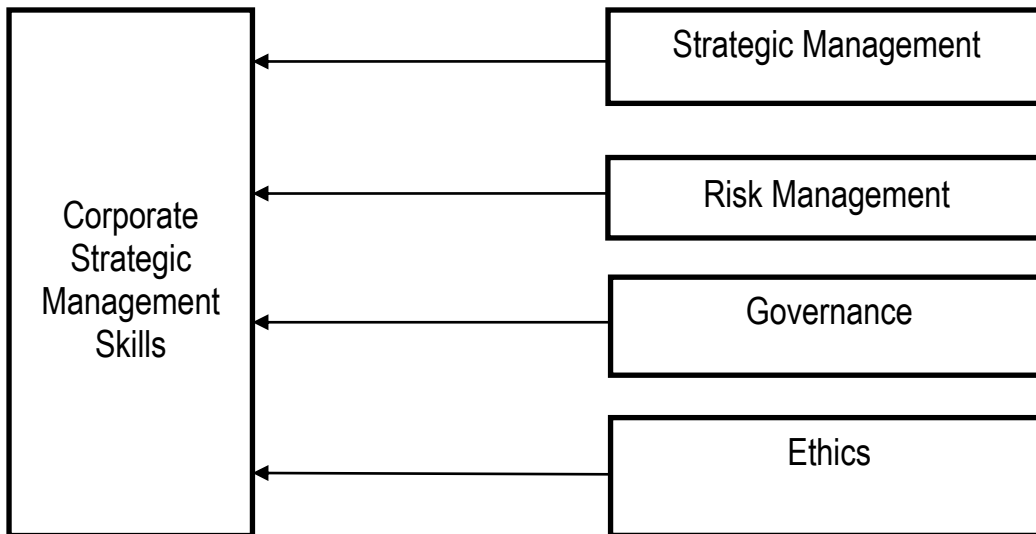 Corporate
Strategic
Management
Skills
Strategic Management
Risk Management
Governance
Ethics